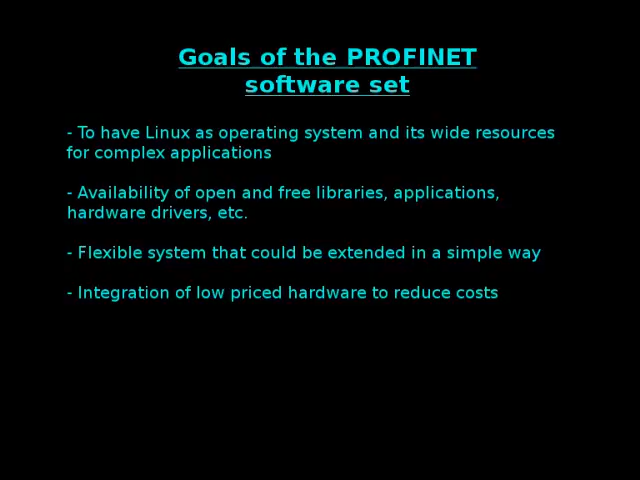 Goals of the PROFINET
software set
- To have Linux as operating system and its wide resources
for complex applications
- Availability of open and free libraries, applications,
hardware drivers, etc.
- Flexible system that could be extended in a simple way
- Integration of low priced hardware to reduce costs